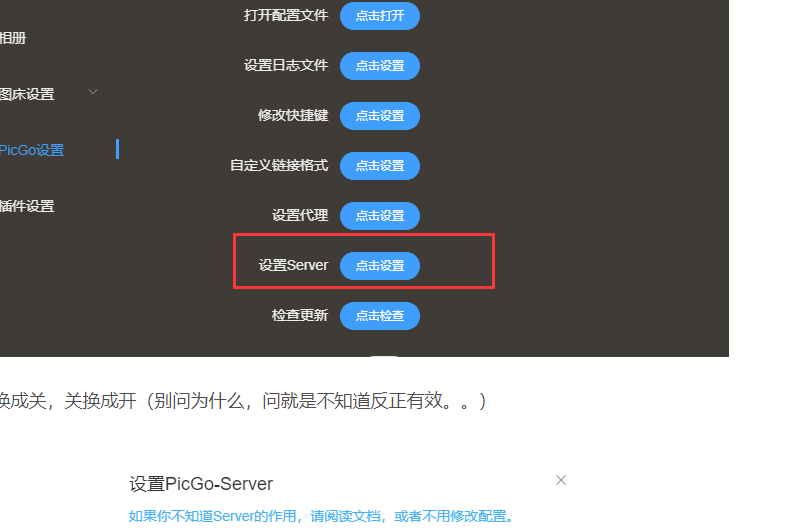 打开配置文件 点击打开
相册
设置日志文件 点击设置
图床设置
修改快捷键 点击设置
PicGo设置
自定义链接格式 点击设置
插件设置
设置代理 点击设置
设置Server 点击设置
检查更新 点击检查
换成关，关换成开（别问为什么，问就是不知道反正有效。。）
设置PicGo-Server
如果你不知道Server的作用，请阅读文档，或者不用修改配置。